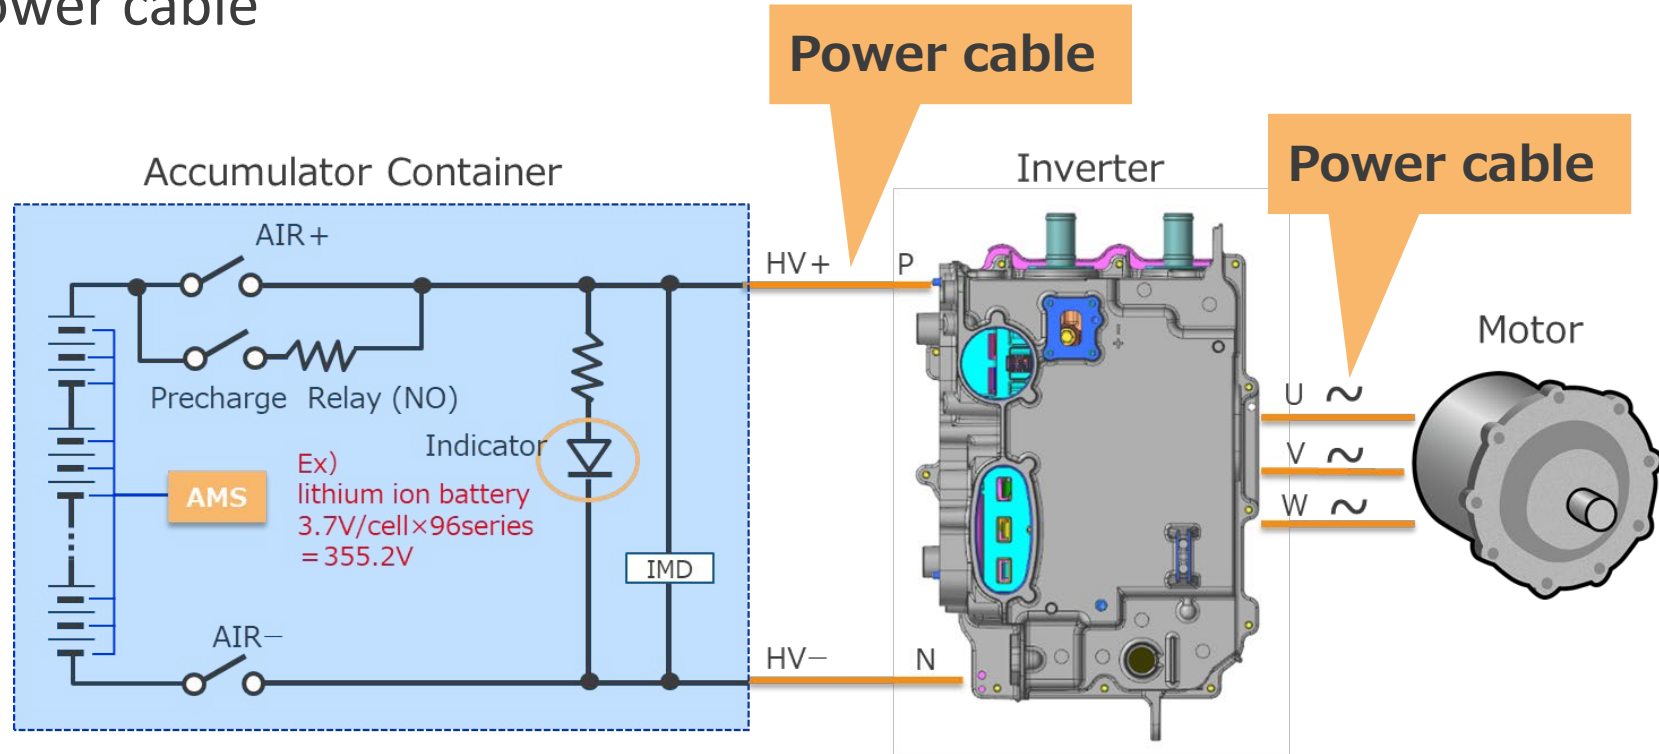 ower cable
Power cable
Power cable
Accumulator Container
Inverter
AIR+
HV+
P
Motor
Precharge Relay (NO)
U ~
Indicator
V ~
Ex)
lithium ion battery
3.7V/cell×96series
=355.2V
AMS
W ~
IMD
AIR−
HV−
N